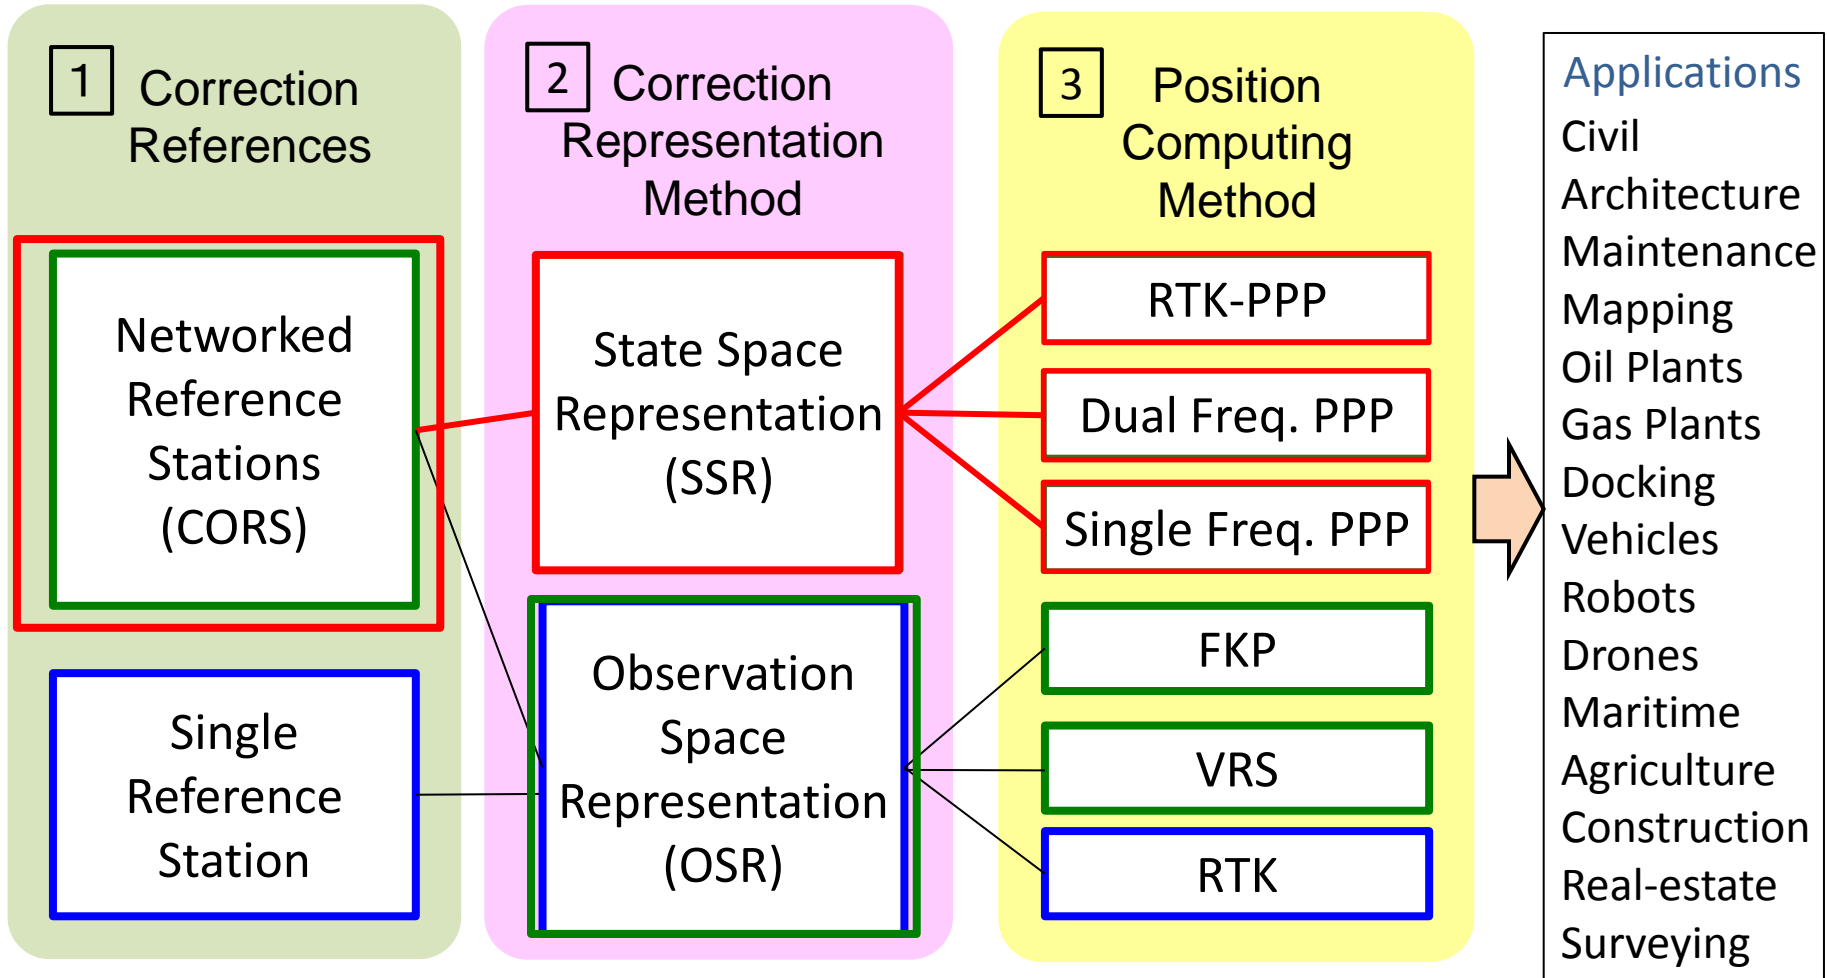 1
Correction
References
Networked
Reference
Stations
(CORS)
Single
Reference
Station
2
Correction
Representation
Method
State Space
Representation
(SSR)
Observation
Space
Representation
(OSR)
3
Position
Computing
Method
RTK-PPP
Dual Freq. PPP
Single Freq. PPP
FKP
VRS
RTK
Applications
Civil
Architecture
Maintenance
Mapping
Oil Plants
Gas Plants
Docking
Vehicles
Robots
Drones
Maritime
Agriculture
Construction
Real-estate
Surveying